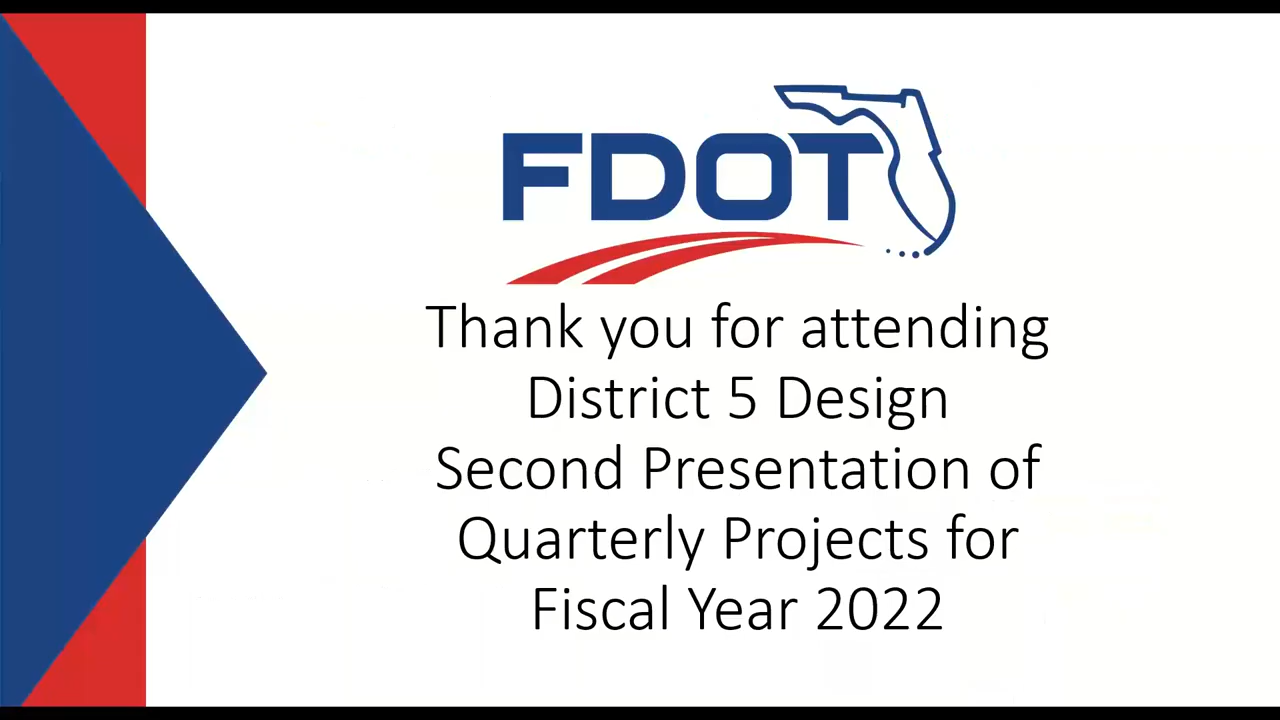 FDOT
Thank you for attending
District 5 Design
Second Presentation of
Quarterly Projects for
Fiscal Year 2022